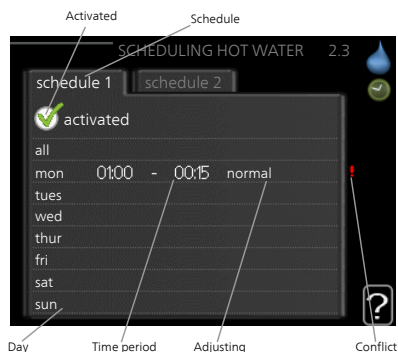 Activated
Schedule
SCHEDULING HOT WATER 2.3
schedule 1 schedule 2
activated
all
mon 01:00 - 00:15 normal
tues
wed
thur
fri
sat
sun
!
?
Day Time period Adjusting Conflict